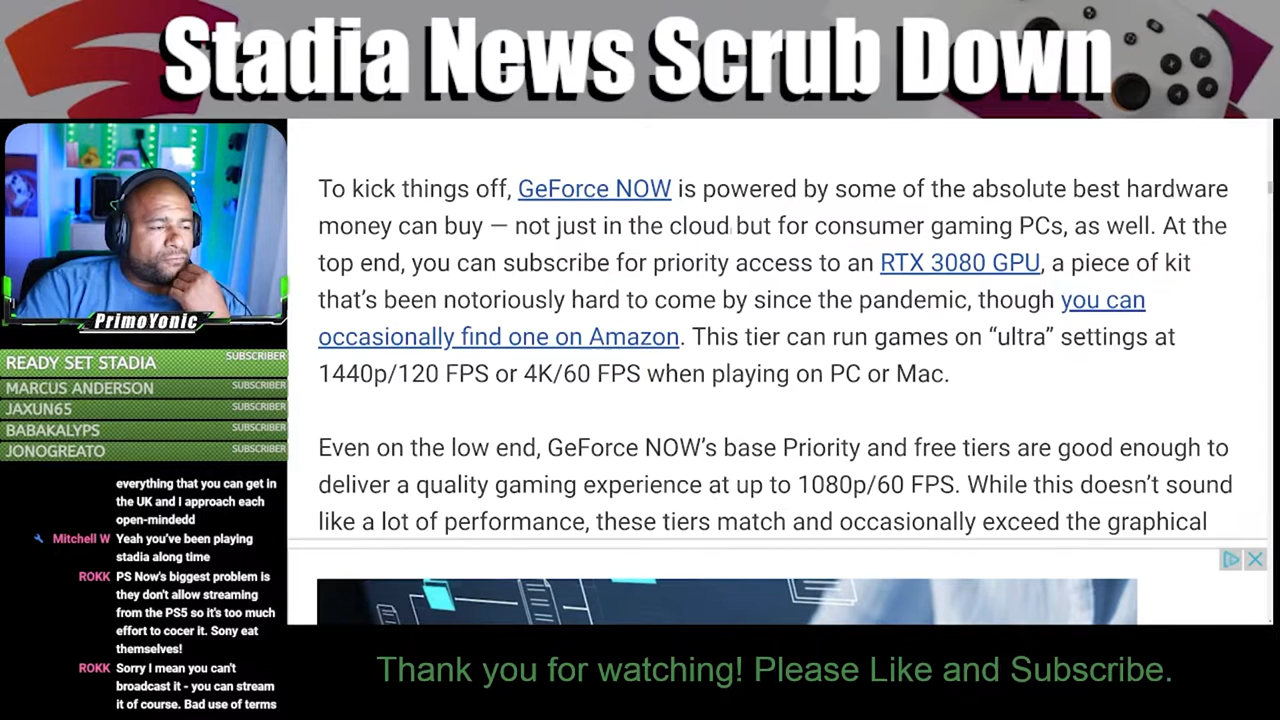 Stadia News Scrub Down
To kick things off, GeForce NOW is powered by some of the absolute best hardware
money can buy — not just in the cloud but for consumer gaming PCs, as well. At the
top end, you can subscribe for priority access to an RTX 3080 GPU, a piece of kit
that's been notoriously hard to come by since the pandemic, though you can
occasionally find one on Amazon. This tier can run games on “ultra” settings at
1440p/120 FPS or 4K/60 FPS when playing on PC or Mac.
Even on the low end, GeForce NOW’s base Priority and free tiers are good enough to
deliver a quality gaming experience at up to 1080p/60 FPS. While this doesn’t sound
like a lot of performance, these tiers match and occasionally exceed the graphical
PrimoYonic
READY SET STADIA SUBSCRIBER
MARCUS ANDERSON SUBSCRIBER
JAXUN65 SUBSCRIBER
BABAKALYPS SUBSCRIBER
JONOGREATO SUBSCRIBER
everything that you can get in
the UK and I approach each
open-mindedd
Mitchell W Yeah you've been playing
stadia along time
ROKK PS Now's biggest problem is
they don't allow streaming
from the PS5 so it's too much
effort to cocer it. Sony eat
themselves!
ROKK Sorry I mean you can't
broadcast it - you can stream
it of course. Bad use of terms
Thank you for watching! Please Like and Subscribe.